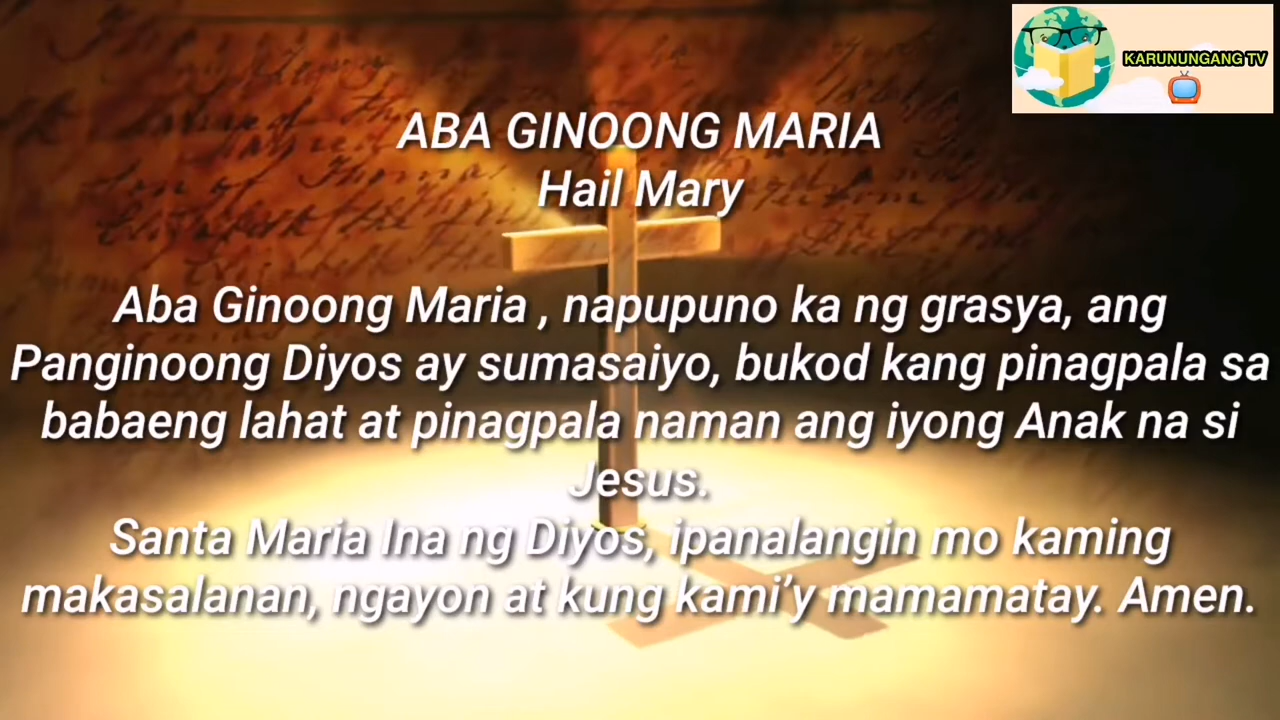 KARUNUNGANG TV
ABA GINOONG MARIA
Hail Mary
Aba Ginoong Maria , napupuno ka ng grasya, ang
Panginoong Diyos ay sumasaiyo, bukod kang pinagpala sa
babaeng lahat at pinagpala naman ang iyong Anak na si
Jesus.
Santa Maria Ina ng Diyos, ipanalangin mo kaming
makasalanan, ngayon at kung kami’y mamamatay. Amen.